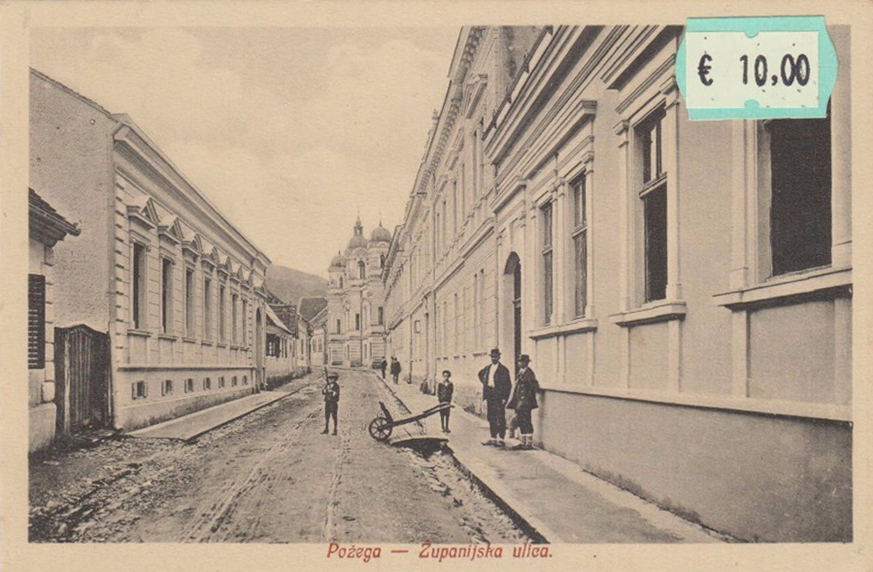 € 10,00
Požega — Županijska ulica.